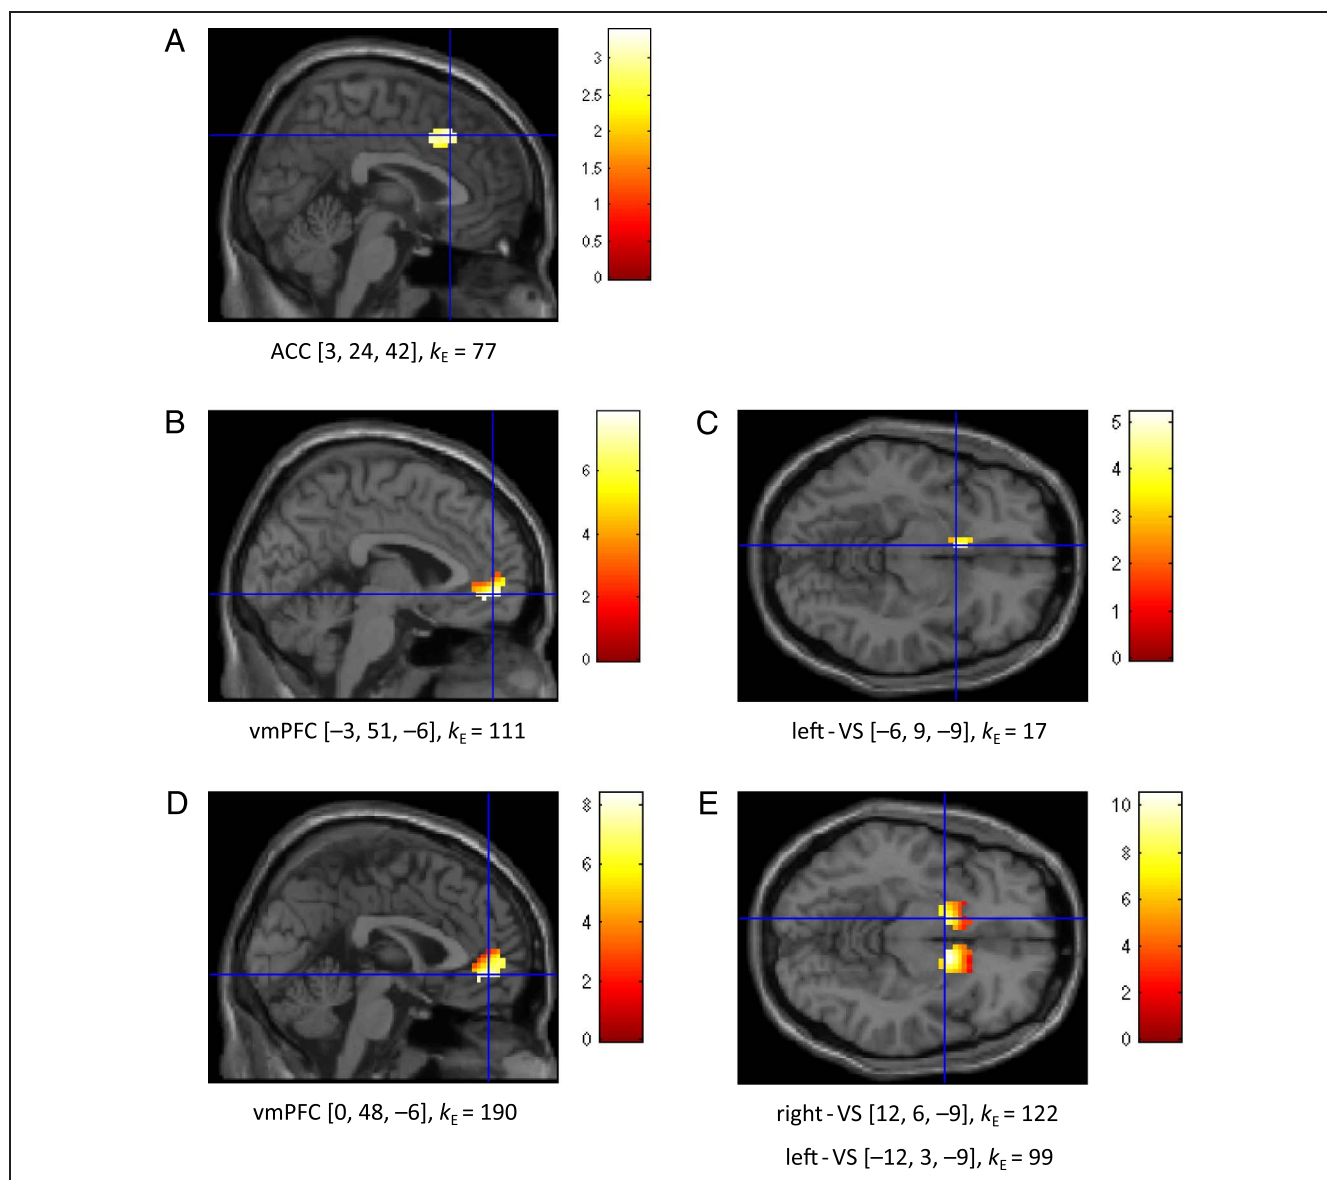 A
3
2.5
2
1.5
1
0.5
0
ACC [3, 24, 42], kE = 77
B
6
4
2
0
vmPFC [–3, 51, –6], kE = 111
C
5
4
3
2
1
0
left-VS [–6, 9, –9], kE = 17
D
8
6
4
2
0
vmPFC [0, 48, –6], kE = 190
E
10
8
6
4
2
0
right-VS [12, 6, –9], kE = 122
left-VS [–12, 3, –9], kE = 99